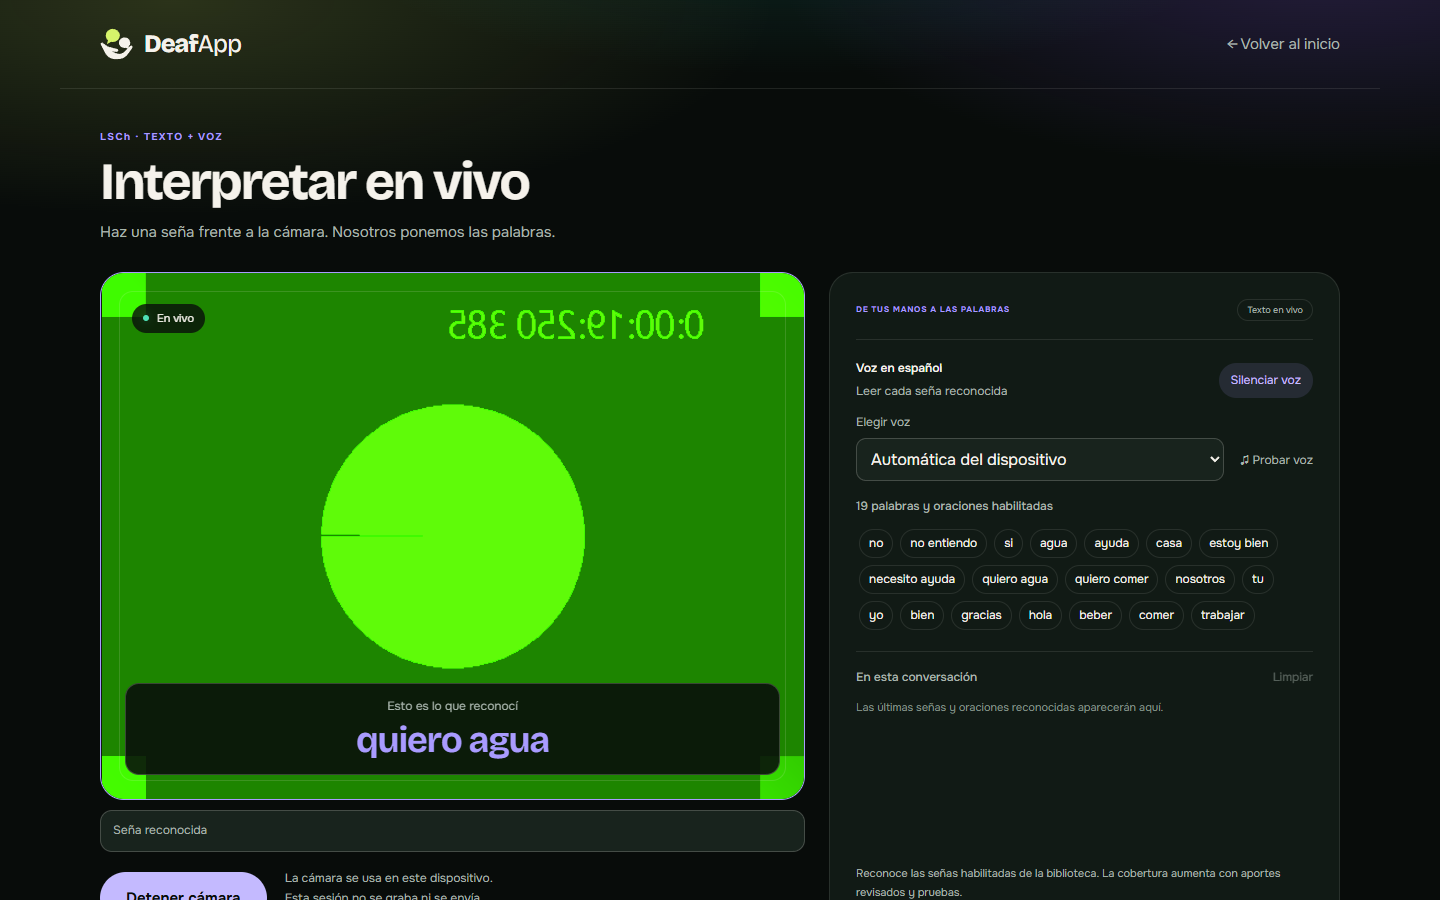 DeafApp
← Volver al inicio
LSCh · TEXTO + VOZ
Interpretar en vivo
Haz una seña frente a la cámara. Nosotros ponemos las palabras.
En vivo
0:00:19:250 385
Esto es lo que reconocí
quiero agua
Seña reconocida
Detener cámara
La cámara se usa en este dispositivo.
Esta sesión no se graba ni se envía.
DE TUS MANOS A LAS PALABRAS
Texto en vivo
Voz en español
Silenciar voz
Leer cada seña reconocida
Elegir voz
Automática del dispositivo
♫ Probar voz
19 palabras y oraciones habilitadas
no
no entiendo
si
agua
ayuda
casa
estoy bien
necesito ayuda
quiero agua
quiero comer
nosotros
tu
yo
bien
gracias
hola
beber
comer
trabajar
En esta conversación
Limpiar
Las últimas señas y oraciones reconocidas aparecerán aquí.
Reconoce las señas habilitadas de la biblioteca. La cobertura aumenta con aportes
revisados y pruebas.